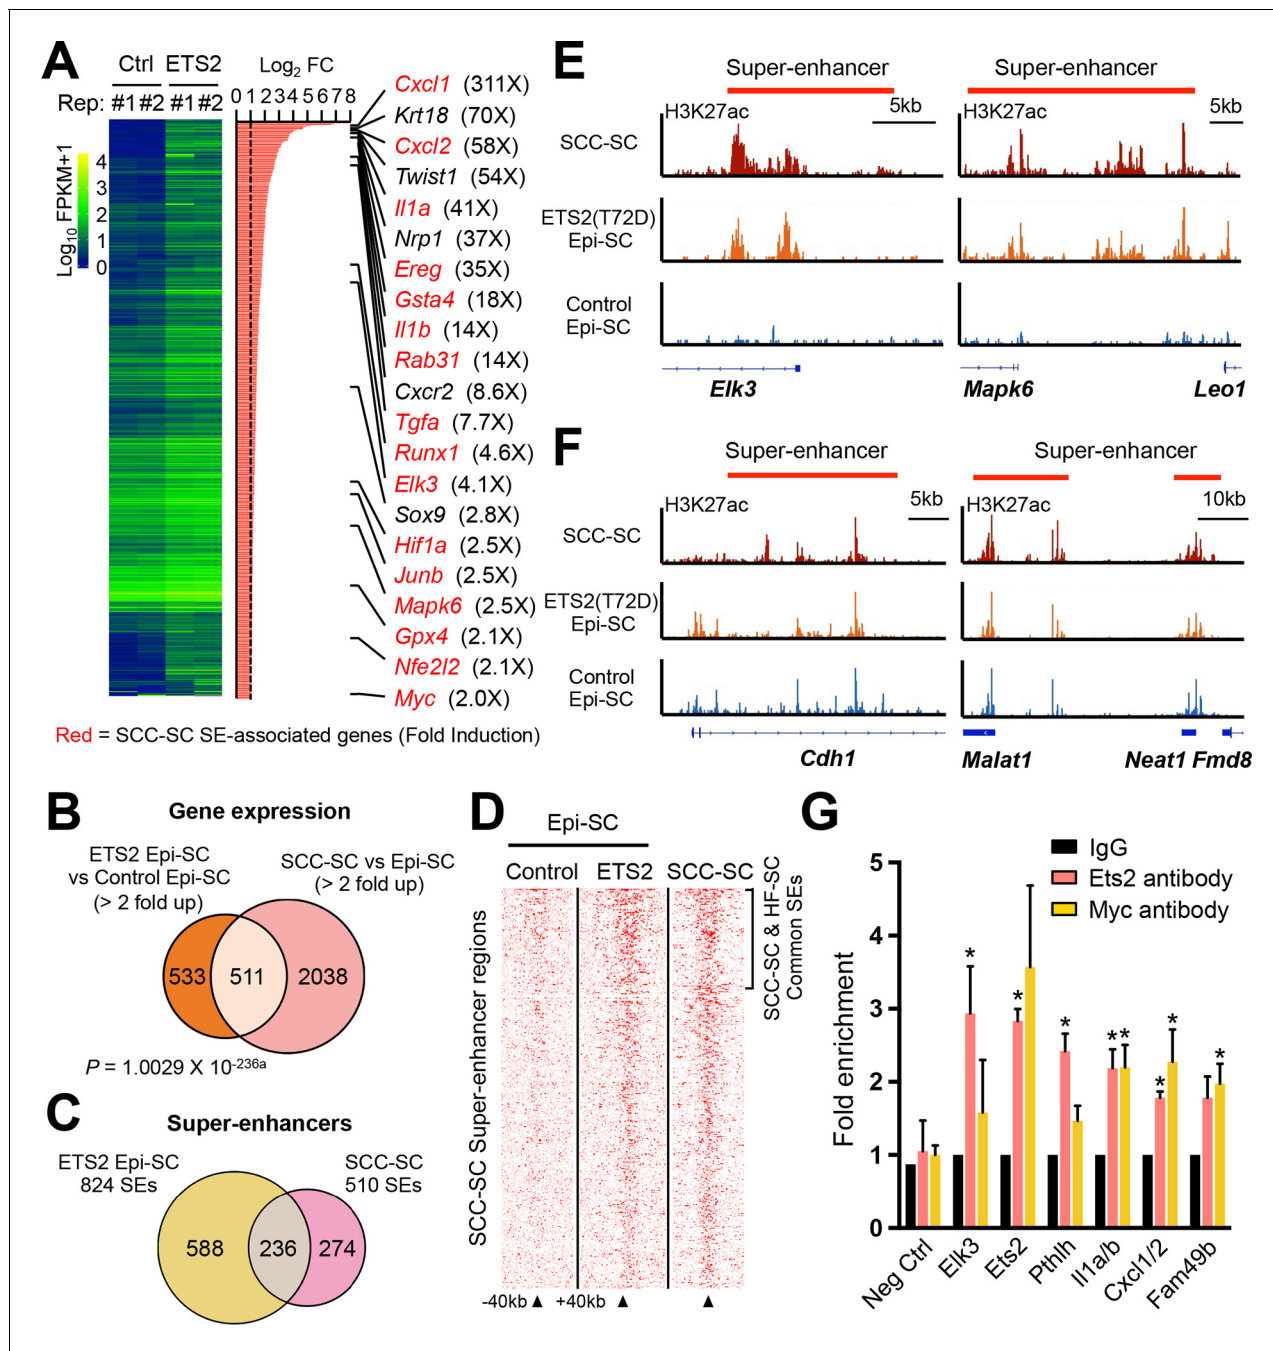 A
Ctrl ETS2
Rep: #1 #2 #1 #2
Log2 FC
0 1 2 3 4 5 6 7 8
Log10 FPKM+1
4
3
2
1
0
Cxcl1 (311X)
Krt18 (70X)
Cxcl2 (58X)
Twist1 (54X)
Il1a (41X)
Nrp1 (37X)
Ereg (35X)
Gsta4 (18X)
Il1b (14X)
Rab31 (14X)
Cxcr2 (8.6X)
Tgfa (7.7X)
Runx1 (4.6X)
Elk3 (4.1X)
Sox9 (2.8X)
Hif1a (2.5X)
Junb (2.5X)
Mapk6 (2.5X)
Gpx4 (2.1X)
Nfe2l2 (2.1X)
Myc (2.0X)
Red = SCC-SC SE-associated genes (Fold Induction)
E
Super-enhancer
Super-enhancer
H3K27ac
5kb
H3K27ac
5kb
SCC-SC
ETS2(T72D)
Epi-SC
Control
Epi-SC
Elk3
Mapk6
Leo1
F
Super-enhancer
Super-enhancer
H3K27ac
5kb
H3K27ac
10kb
SCC-SC
ETS2(T72D)
Epi-SC
Control
Epi-SC
Cdh1
Malat1
Neat1 Fmd8
B
Gene expression
ETS2 Epi-SC
vs Control Epi-SC
(> 2 fold up)
SCC-SC vs Epi-SC
(> 2 fold up)
533
511
2038
P = 1.0029 X 10-236a
C
Super-enhancers
ETS2 Epi-SC
824 SEs
SCC-SC
510 SEs
588
236
274
D
Epi-SC
Control ETS2 SCC-SC
SCC-SC Super-enhancer regions
SCC-SC & HF-SC
Common SEs
-40kb ▲ +40kb ▲ ▲
G
IgG
Ets2 antibody
Myc antibody
Fold enrichment
5
4
3
2
1
0
* * * * * * * *
Neg Ctrl
Elk3
Ets2
Pthlh
Il1a/b
Cxcl1/2
Fam49b